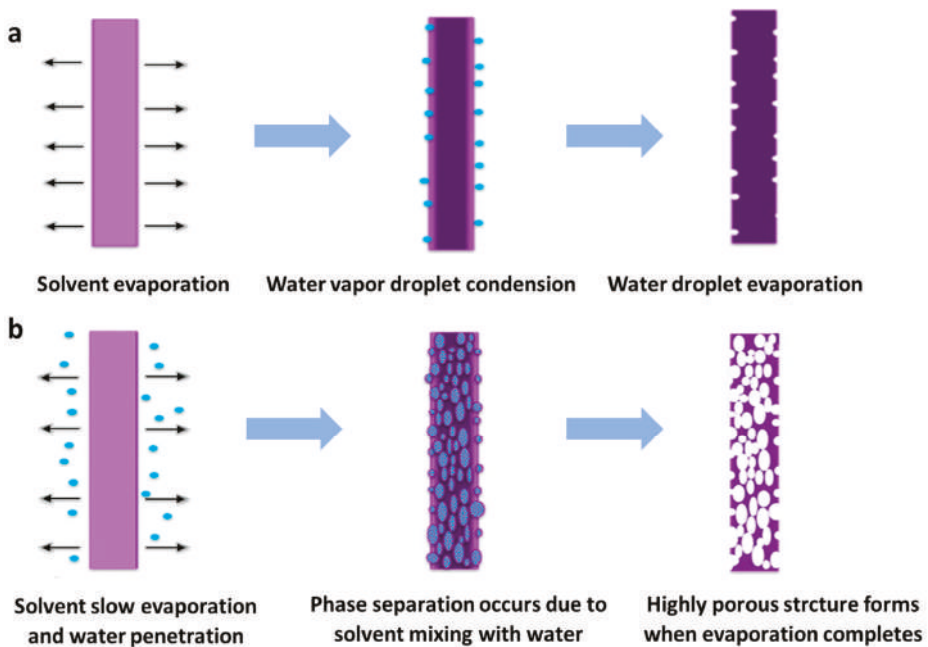 a
Solvent evaporation
Water vapor droplet condension
Water droplet evaporation
b
Solvent slow evaporation
and water penetration
Phase separation occurs due to
solvent mixing with water
Highly porous strcture forms
when evaporation completes